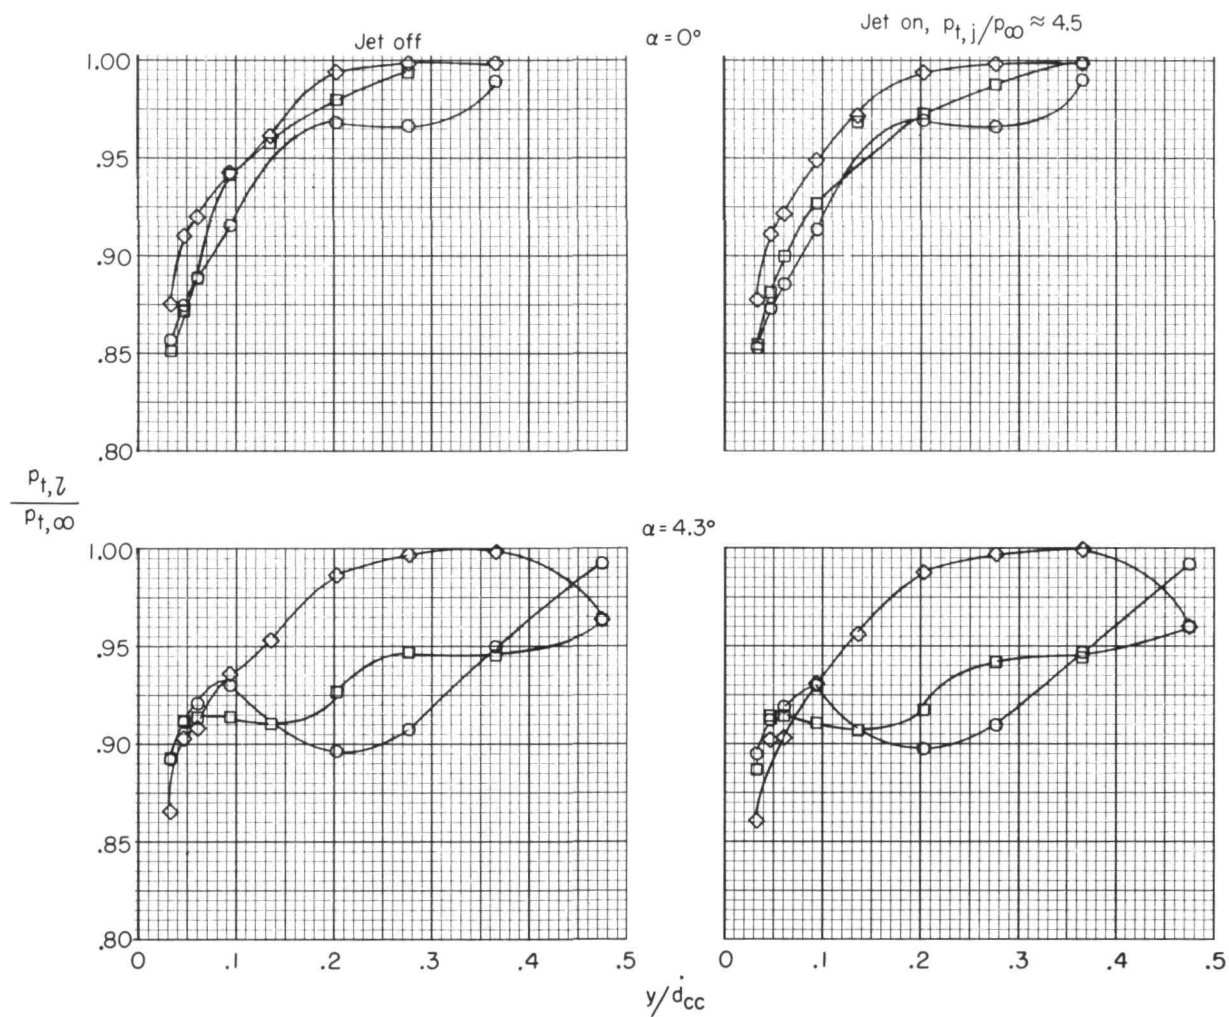 Jet off
α = 0°
Jet on, p_t,j/p_∞ ≈ 4.5
1.00
.95
.90
.85
.80
p_t,l
p_t,∞
α = 4.3°
1.00
.95
.90
.85
.80
0 .1 .2 .3 .4 .5
0 .1 .2 .3 .4 .5
y/d_cc